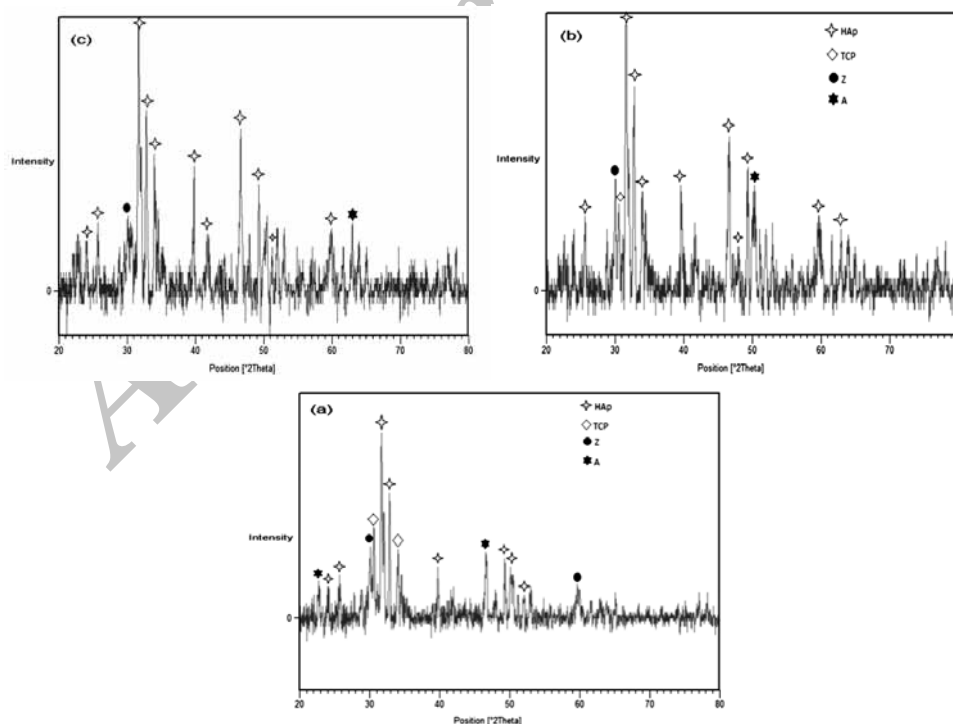 (c)
Intensity
0
20 30 40 50 60 70 80
Position [°2Theta]
(b)
HAp
TCP
Z
A
Intensity
0
20 30 40 50 60 70
Position [°2Theta]
(a)
HAp
TCP
Z
A
Intensity
0
20 30 40 50 60 70 80
Position [°2Theta]
A